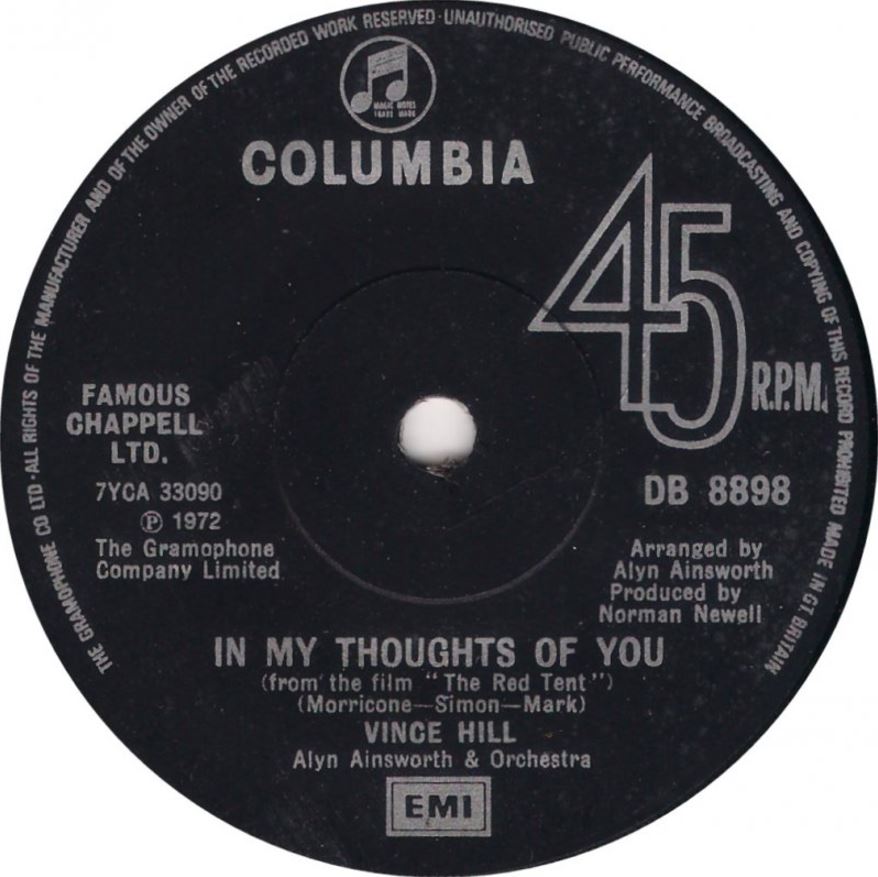 THE GRAMOPHONE CO LTD · ALL RIGHTS OF THE MANUFACTURER AND OF THE OWNER OF THE RECORDED WORK RESERVED · UNAUTHORISED PUBLIC PERFORMANCE BROADCASTING AND COPYING OF THIS RECORD PROHIBITED MADE IN GT. BRITAIN
MAGIC NOTES
TRADE MARK
COLUMBIA
45 R.P.M.
FAMOUS
CHAPPELL
LTD.
7YCA 33090
Ⓟ 1972
The Gramophone
Company Limited
DB 8898
Arranged by
Alyn Ainsworth
Produced by
Norman Newell
IN MY THOUGHTS OF YOU
(from the film "The Red Tent")
(Morricone—Simon—Mark)
VINCE HILL
Alyn Ainsworth & Orchestra
EMI